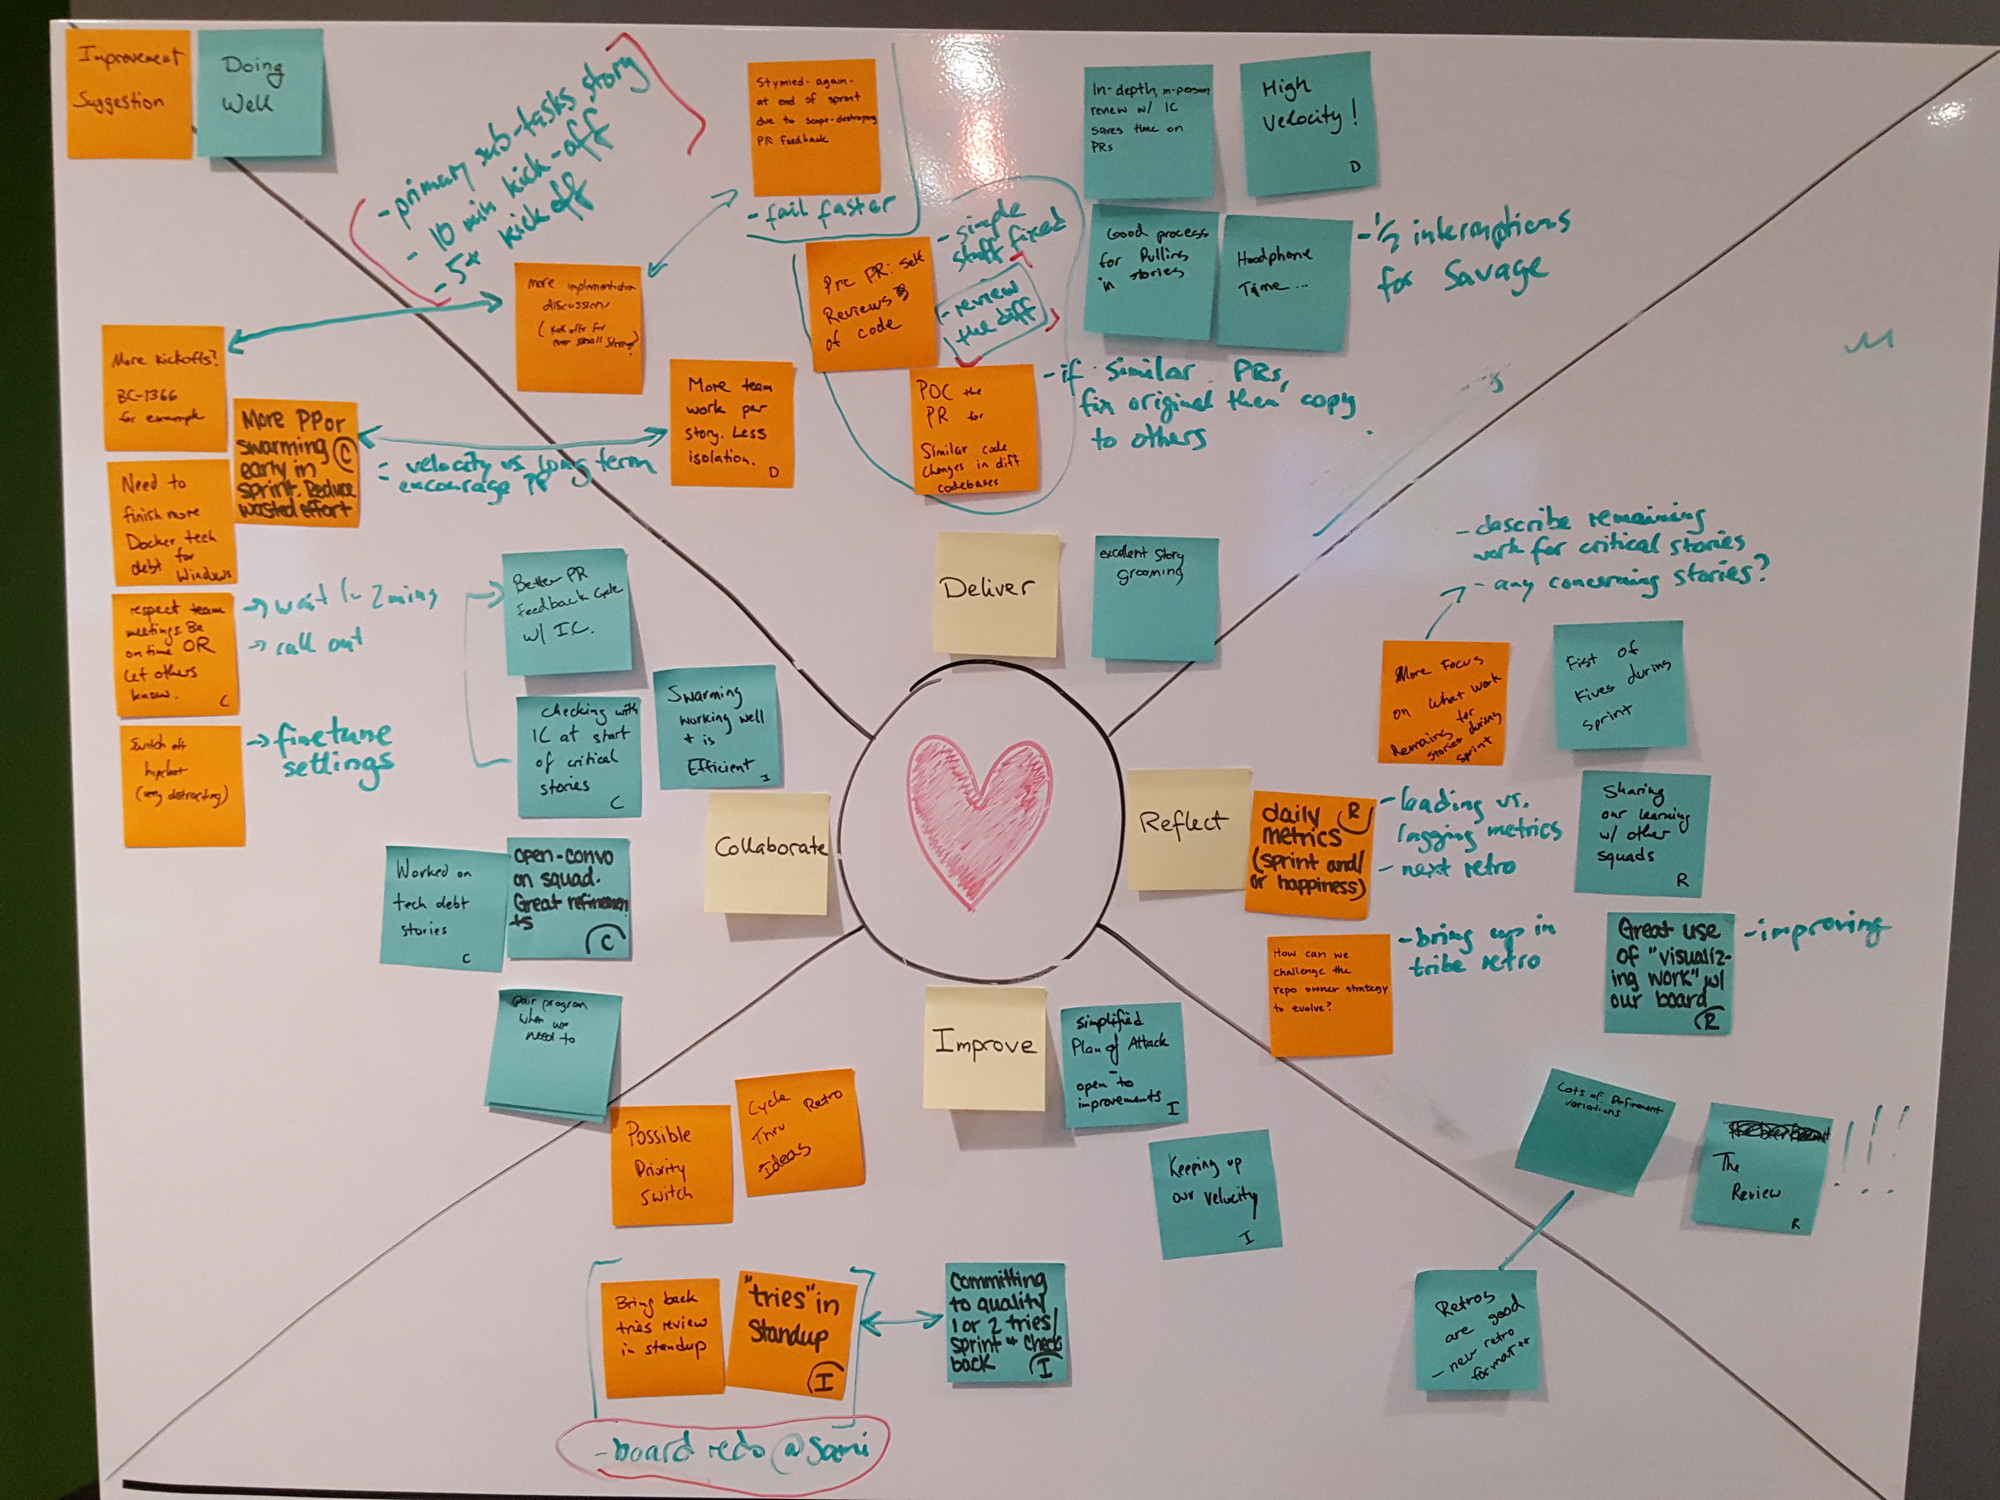 Improvement
Suggestion
Doing
Well
- primary sub-tasks story
- 10 min kick-off
- 5+ kick off
Stymied-again-
at end of sprint
due to scope-destroying
PR feedback
- fail faster
More implementation
discussions
(kick offs for
even small stories)
Pre PR: self
Reviews
of code
- simple
stuff fixed
- review
the diff
POC the
PR for
Similar code
changes in diff
codebases
- if similar PRs,
fix original then copy
to others
More team
work per
story. Less
isolation.
D
In-depth, in-person
review w/ IC
saves time on
PRs
High
velocity!
D
Good process
for Pulling
in stories
Headphone
Time...
- 1/2 interruptions
for Savage
Deliver
excellent story
grooming
More kickoffs?
BC-1366
for example
More PP or
swarming
early in
sprint. Reduce
wasted effort
C
- velocity vs long term
- encourage PP
Need to
finish more
Docker tech
debt for
Windows
respect team
meetings. Be
on time OR
Let others
know.
C
→ wait 1-2 mins
→ call out
Switch off
hipchat
(very distracting)
→ finetune
settings
Better PR
Feedback cycle
w/ IC.
Checking with
IC at start
of critical
stories
C
Swarming
working well
+ is
Efficient
I
Collaborate
Worked on
tech debt
stories
C
open-convo
on squad.
Great refinemen
ts
C
Pair program
when we
need to
Reflect
- describe remaining
work for critical stories
- any concerning stories?
More Focus
on what work
Remains for
stories during
sprint
Fist of
Fives during
sprint
daily
metrics
(sprint and/
or happiness)
R
- leading vs.
lagging metrics
- next retro
Sharing
our learning
w/ other
squads
R
How can we
challenge the
repo owner strategy
to evolve?
- bring up in
tribe retro
Great use
of "visualiz-
ing work" w/
our board
R
- improving
Lots of Refinement
variations
The
Review
R
!!!
Retros
are good
- new retro
format ++
Improve
Simplified
Plan of Attack
-
open to
improvements
I
Keeping up
our velocity
I
Possible
Priority
Switch
Cycle
Thru Retro
Ideas
Bring back
tries review
in standup
"tries" in
Standup
I
Committing
to quality
1 or 2 tries/
sprint + check
back
I
- board redo @ Sami